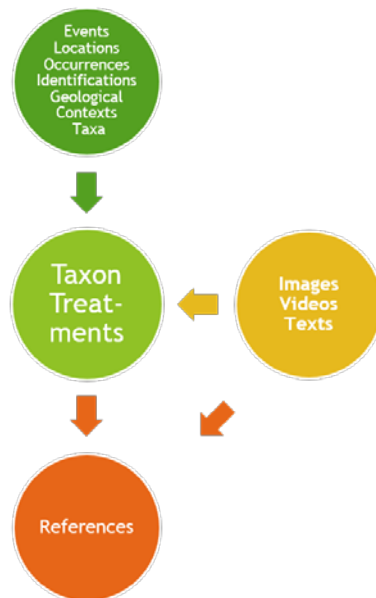 Events
Locations
Occurrences
Identifications
Geological
Contexts
Taxa
Taxon
Treat-
ments
Images
Videos
Texts
References